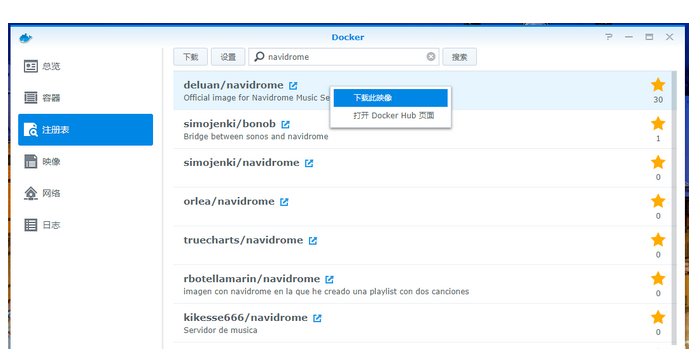 Docker
下载 设置 navidrome 搜索
总览
容器
注册表
映像
网络
日志
deluan/navidrome
Official image for Navidrome Music Se
30
下载此映像
打开 Docker Hub 页面
simojenki/bonob
Bridge between sonos and navidrome
1
simojenki/navidrome
0
orlea/navidrome
0
truecharts/navidrome
0
rbotellamarin/navidrome
imagen con navidrome en la que he creado una playlist con dos canciones
0
kikesse666/navidrome
Servidor de musica
0